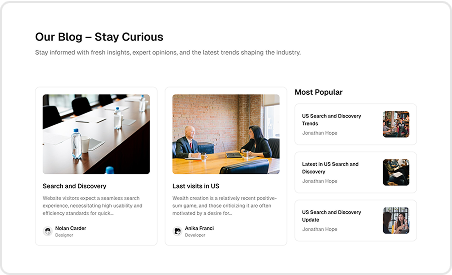 Our Blog – Stay Curious
Stay informed with fresh insights, expert opinions, and the latest trends shaping the industry.
Search and Discovery
Website visitors expect a seamless search
experience, necessitating high usability and
efficiency standards for quick...
Nolan Carder
Designer
Last visits in US
Wealth creation is a relatively recent positive-
sum game, and those criticizing it are often
motivated by a desire for...
Anika Franci
Developer
Most Popular
US Search and Discovery
Trends
Jonathan Hope
Latest in US Search and
Discovery
Jonathan Hope
US Search and Discovery
Update
Jonathan Hope